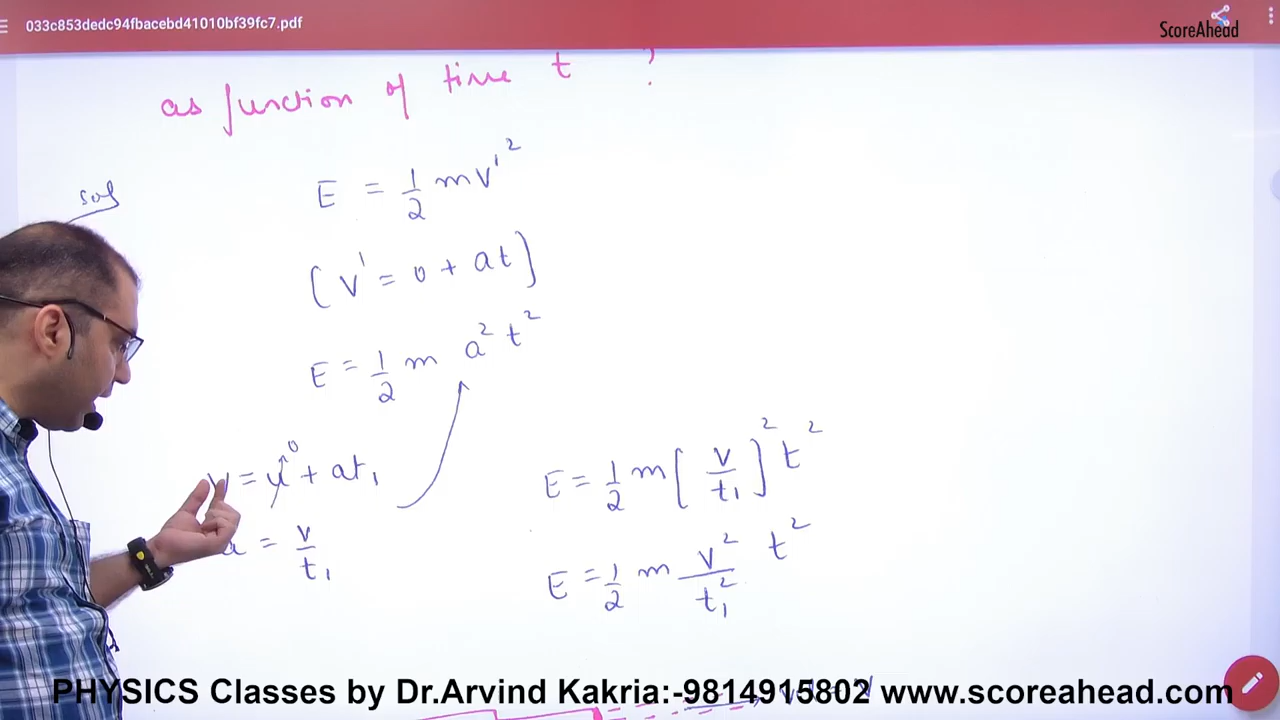 033c853dedc94fbacebd41010bf39fc7.pdf
ScoreAhead
as function of time t ?
sol
E = 1/2 mv'²
(v' = 0 + at)
E = 1/2 m a² t²
v = u⁰ + at₁
a = v/t₁
E = 1/2 m [v/t₁]² t²
E = 1/2 m v²/t₁² t²
PHYSICS Classes by Dr.Arvind Kakria:-9814915802 www.scoreahead.com